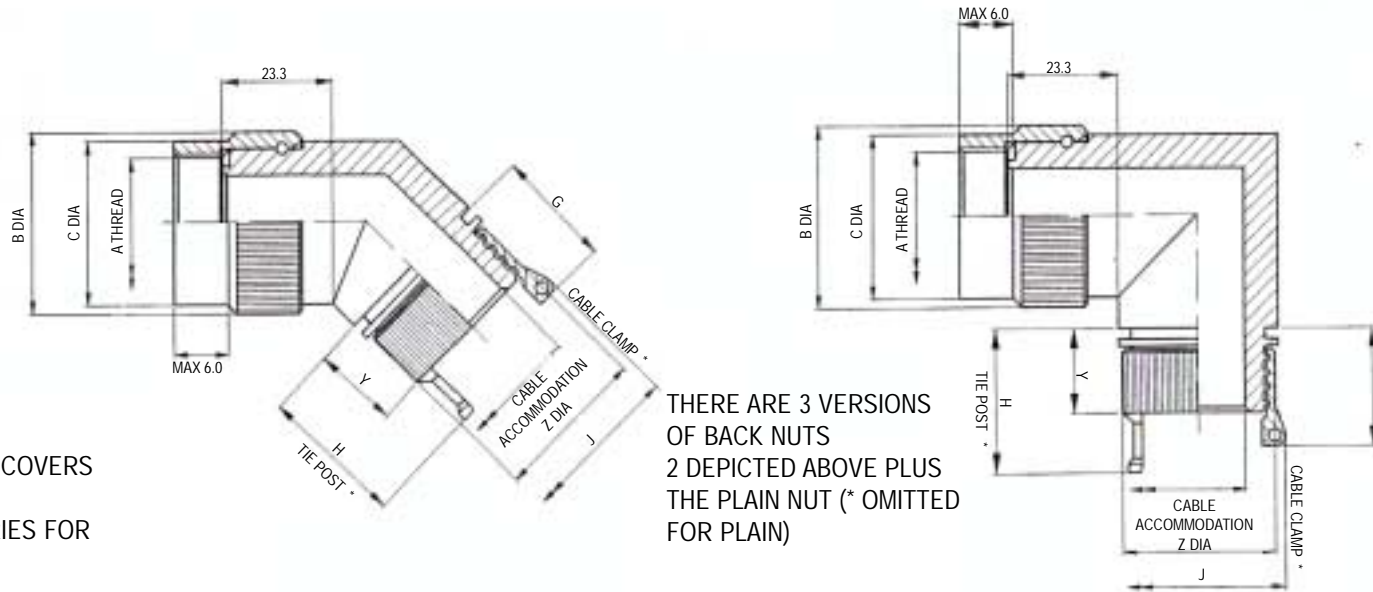 23.3
B DIA
C DIA
A THREAD
MAX 6.0
G
CABLE CLAMP *
CABLE
ACCOMMODATION
Z DIA
J
Y
H
TIE POST *
COVERS
IES FOR
THERE ARE 3 VERSIONS
OF BACK NUTS
2 DEPICTED ABOVE PLUS
THE PLAIN NUT (* OMITTED
FOR PLAIN)
MAX 6.0
23.3
B DIA
C DIA
A THREAD
H
TIE POST *
Y
CABLE
ACCOMMODATION
Z DIA
J
CABLE CLAMP *